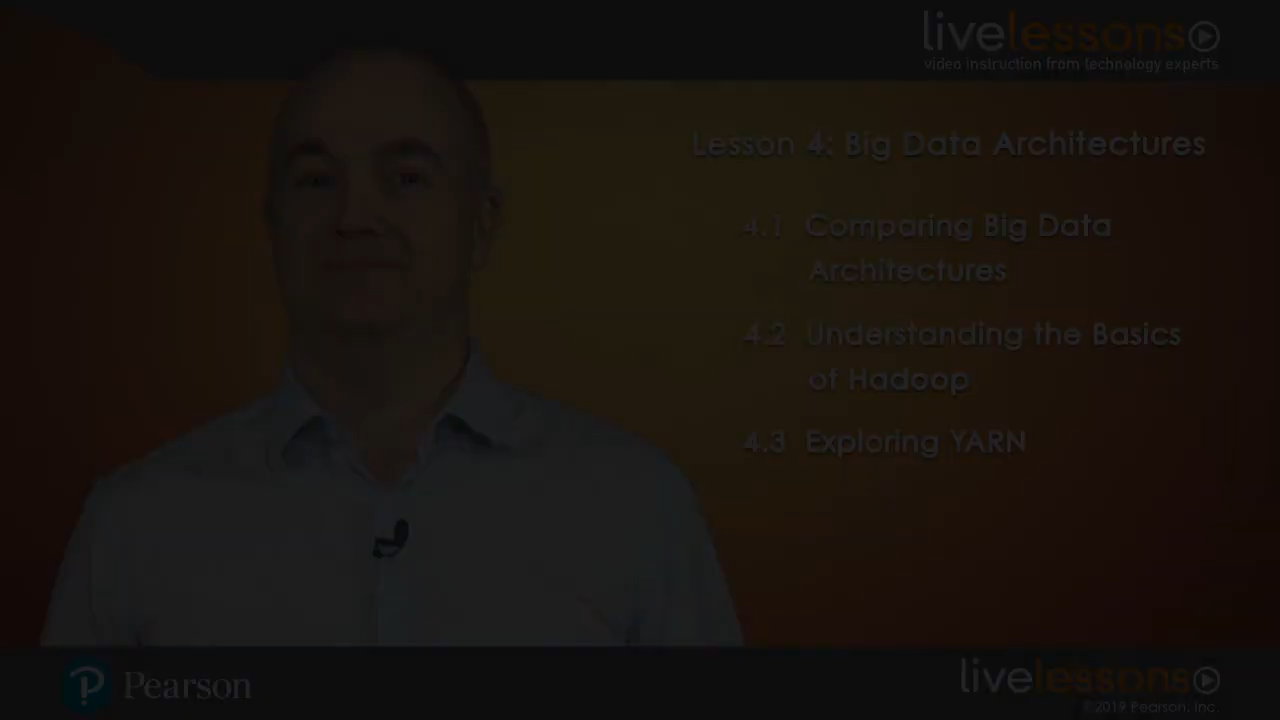 livelessons
video instruction from technology experts
Lesson 4: Big Data Architectures
4.1 Comparing Big Data
Architectures
4.2 Understanding the Basics
of Hadoop
4.3 Exploring YARN
Pearson
livelessons
©2019 Pearson, Inc.